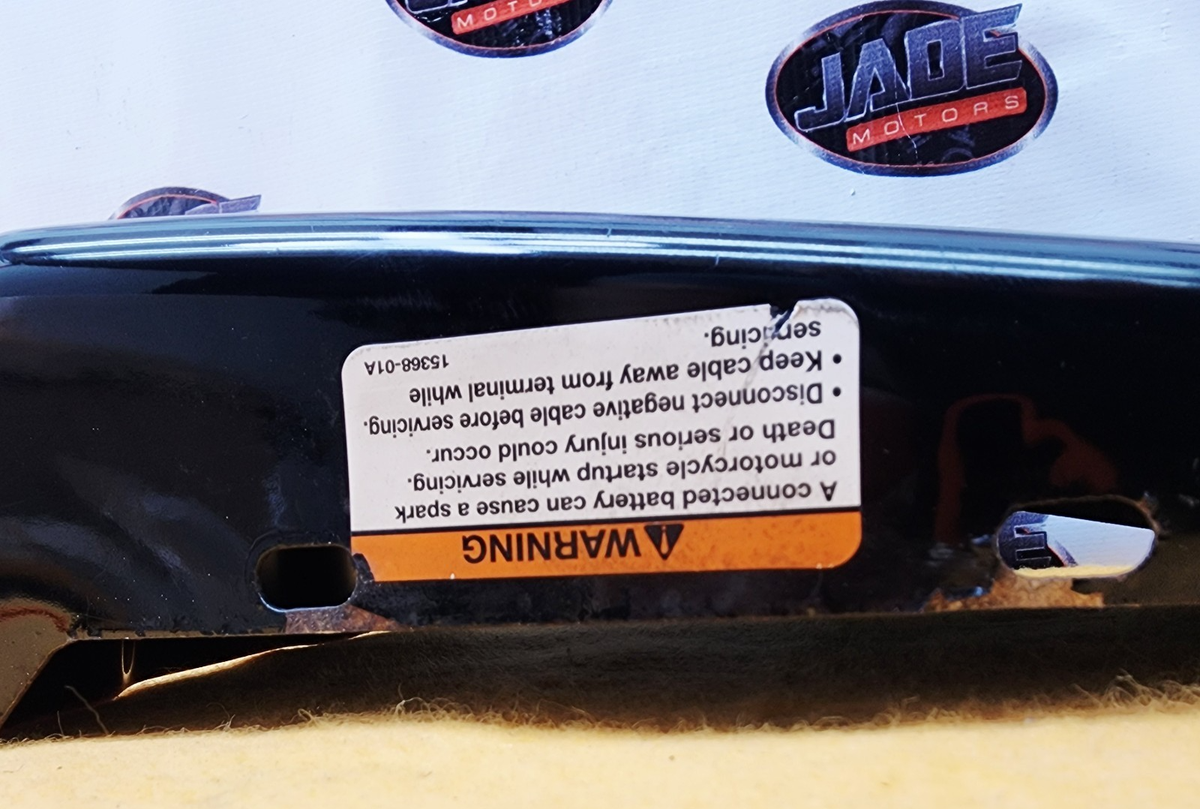 MOTORS
JADE
MOTORS
WARNING
A connected battery can cause a spark
or motorcycle startup while servicing.
Death or serious injury could occur.
• Disconnect negative cable before servicing.
• Keep cable away from terminal while
servicing.
15368-01A